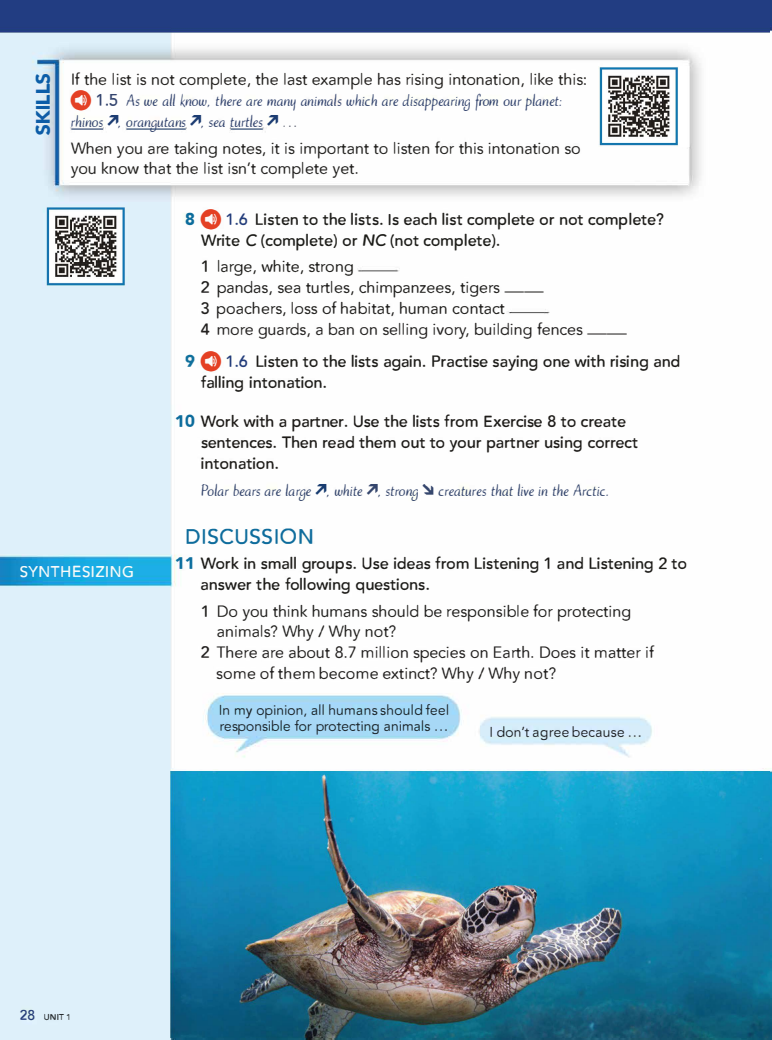 SKILLS
If the list is not complete, the last example has rising intonation, like this:
1.5 As we all know, there are many animals which are disappearing from our planet:
rhinos ↗, orangutans ↗, sea turtles ↗ …
When you are taking notes, it is important to listen for this intonation so
you know that the list isn't complete yet.
8 1.6 Listen to the lists. Is each list complete or not complete?
Write C (complete) or NC (not complete).
1 large, white, strong _____
2 pandas, sea turtles, chimpanzees, tigers _____
3 poachers, loss of habitat, human contact _____
4 more guards, a ban on selling ivory, building fences _____
9 1.6 Listen to the lists again. Practise saying one with rising and
falling intonation.
10 Work with a partner. Use the lists from Exercise 8 to create
sentences. Then read them out to your partner using correct
intonation.
Polar bears are large ↗, white ↗, strong ↘ creatures that live in the Arctic.
DISCUSSION
SYNTHESIZING
11 Work in small groups. Use ideas from Listening 1 and Listening 2 to
answer the following questions.
1 Do you think humans should be responsible for protecting
animals? Why / Why not?
2 There are about 8.7 million species on Earth. Does it matter if
some of them become extinct? Why / Why not?
In my opinion, all humans should feel
responsible for protecting animals …
I don't agree because …
28 UNIT 1